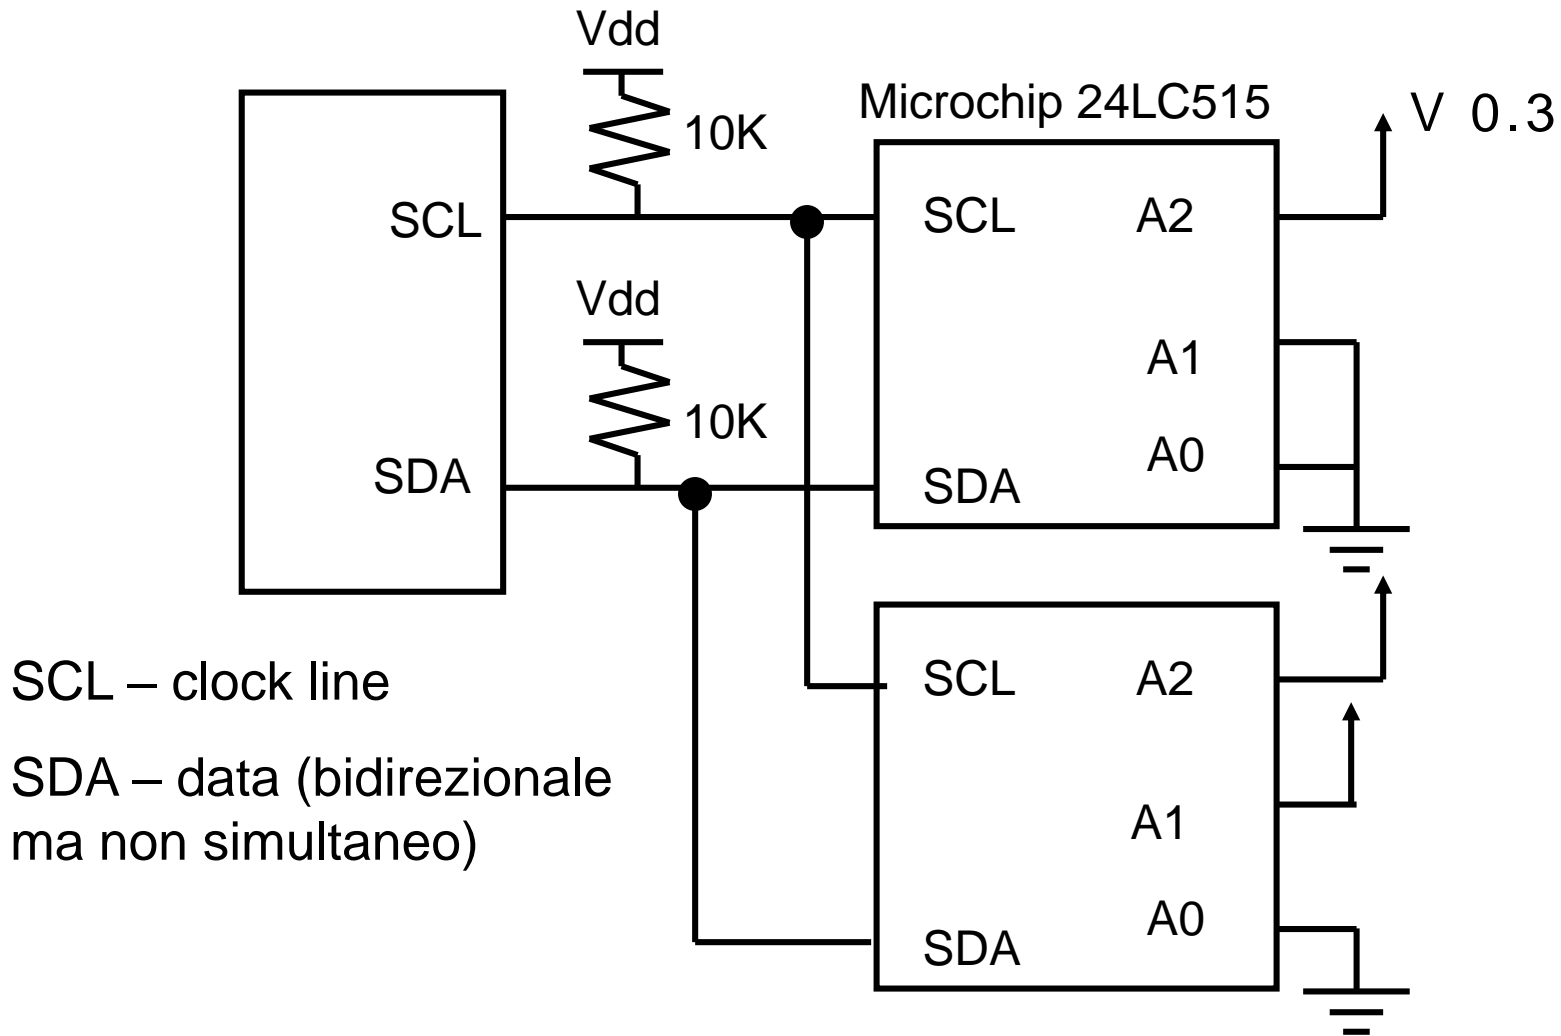 Vdd
10K
Microchip 24LC515
V 0.3
SCL
SCL
A2
Vdd
10K
A1
A0
SDA
SDA
SCL
A2
A1
A0
SDA
SCL – clock line
SDA – data (bidirezionale
ma non simultaneo)